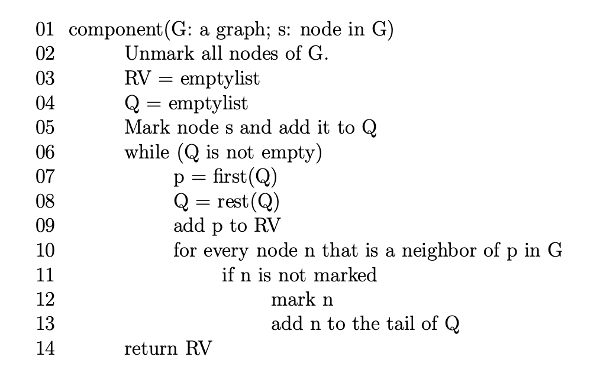 01 component(G: a graph; s: node in G)
02 Unmark all nodes of G.
03 RV = emptylist
04 Q = emptylist
05 Mark node s and add it to Q
06 while (Q is not empty)
07 p = first(Q)
08 Q = rest(Q)
09 add p to RV
10 for every node n that is a neighbor of p in G
11 if n is not marked
12 mark n
13 add n to the tail of Q
14 return RV